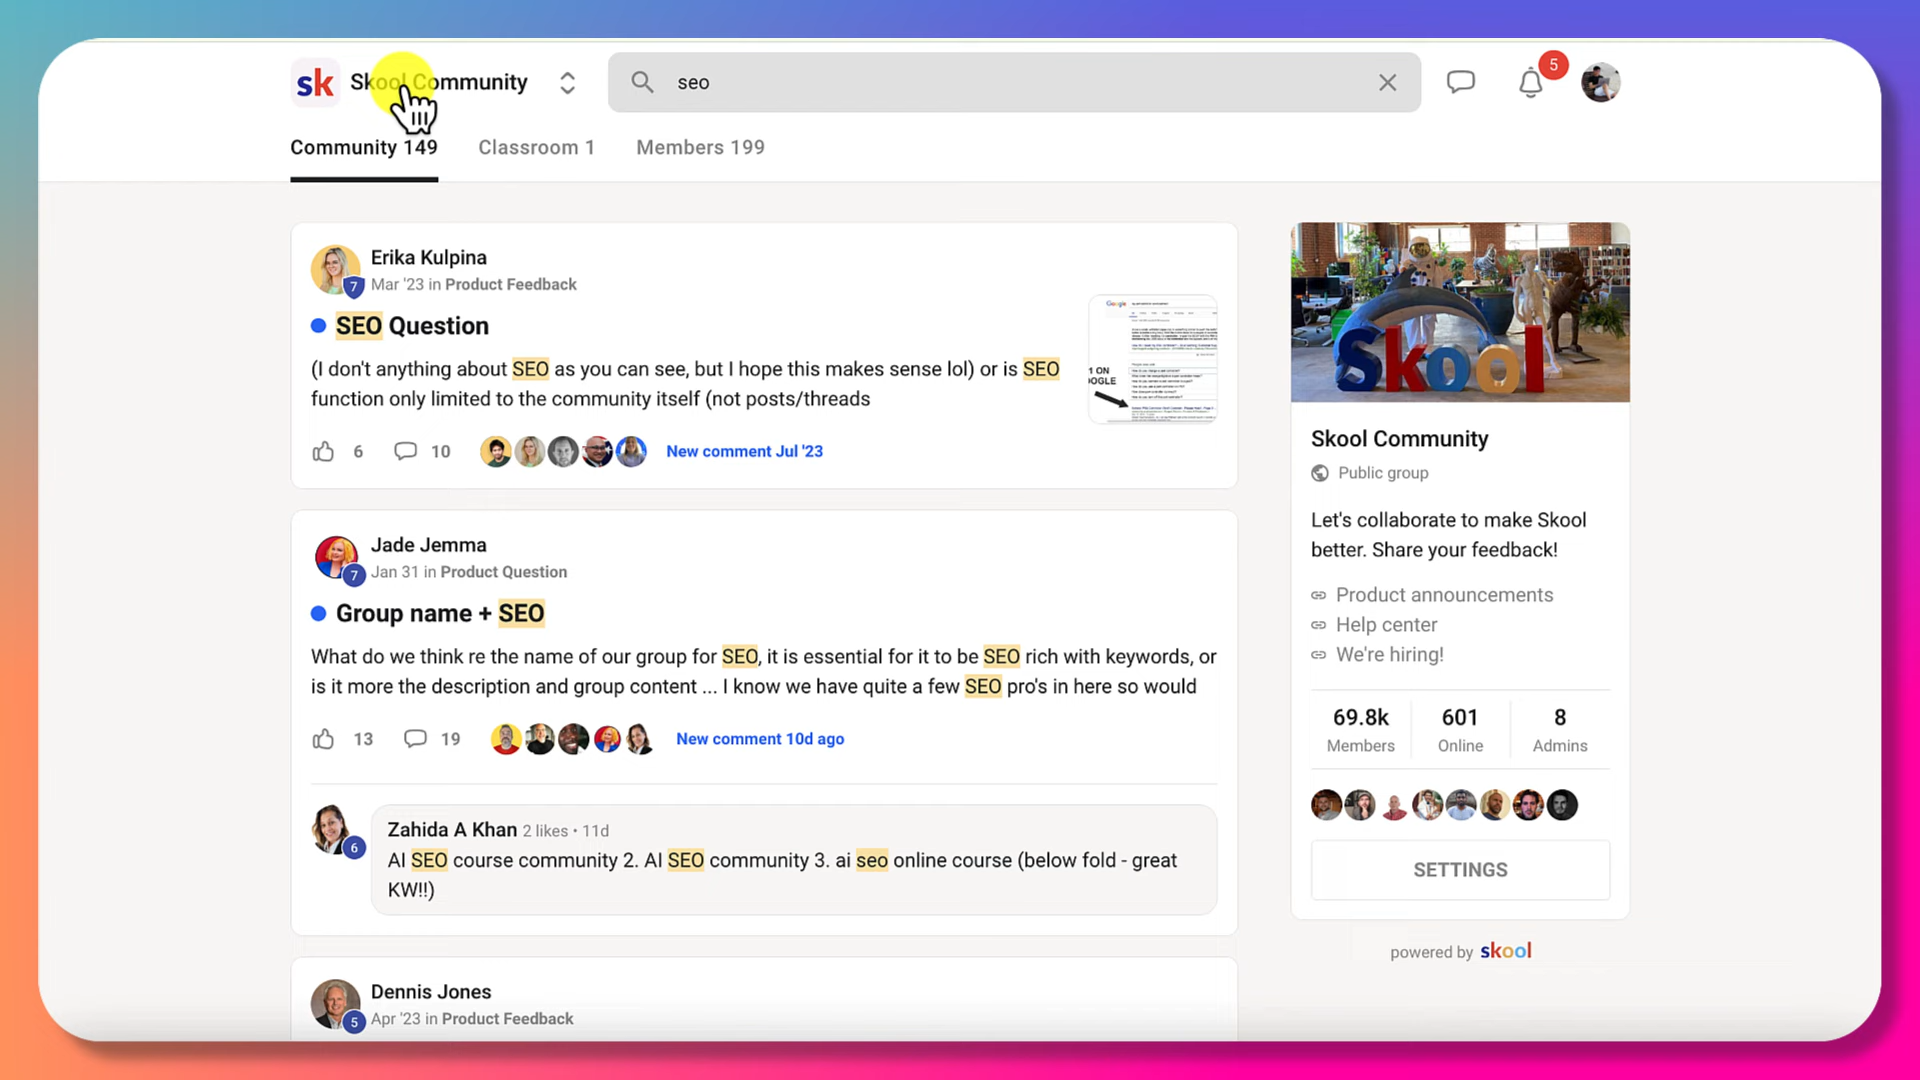 sk Skool Community
seo
5
Community 149
Classroom 1
Members 199
Erika Kulpina
7
Mar '23 in Product Feedback
SEO Question
(I don't anything about SEO as you can see, but I hope this makes sense lol) or is SEO
function only limited to the community itself (not posts/threads
Google
1 ON
OOGLE
6
10
New comment Jul '23
Jade Jemma
7
Jan 31 in Product Question
Group name + SEO
What do we think re the name of our group for SEO, it is essential for it to be SEO rich with keywords, or
is it more the description and group content ... I know we have quite a few SEO pro's in here so would
13
19
New comment 10d ago
Zahida A Khan 2 likes • 11d
6
AI SEO course community 2. AI SEO community 3. ai seo online course (below fold - great
KW!!)
Dennis Jones
5
Apr '23 in Product Feedback
Skool
Skool Community
Public group
Let's collaborate to make Skool
better. Share your feedback!
Product announcements
Help center
We're hiring!
69.8k
Members
601
Online
8
Admins
SETTINGS
powered by skool